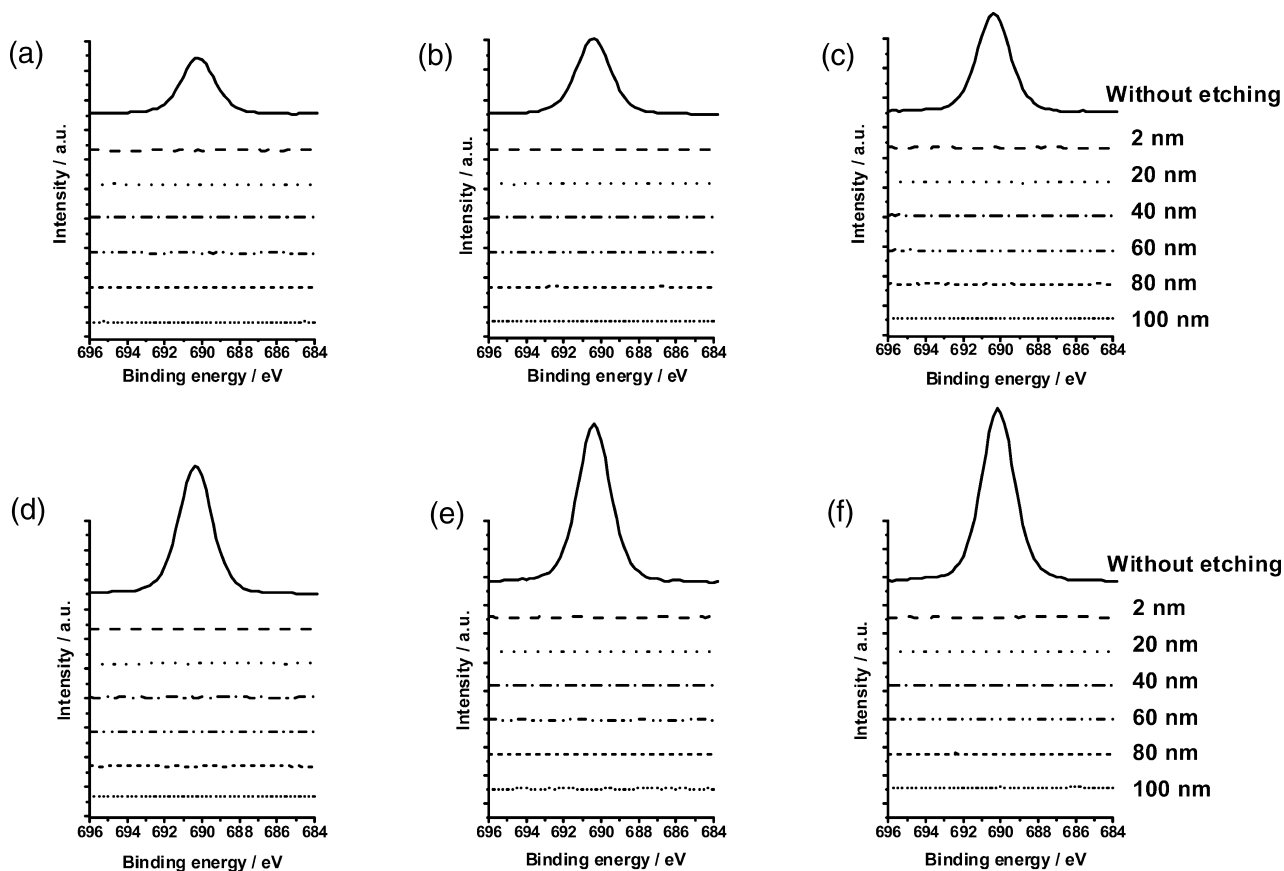 (a)
(b)
(c)
Intensity / a.u.
Intensity / a.u.
Intensity / a.u.
Without etching
2 nm
20 nm
40 nm
60 nm
80 nm
100 nm
696 694 692 690 688 686 684
696 694 692 690 688 686 684
696 694 692 690 688 686 684
Binding energy / eV
Binding energy / eV
Binding energy / eV
(d)
(e)
(f)
Intensity / a.u.
Intensity / a.u.
Intensity / a.u.
Without etching
2 nm
20 nm
40 nm
60 nm
80 nm
100 nm
696 694 692 690 688 686 684
696 694 692 690 688 686 684
696 694 692 690 688 686 684
Binding energy / eV
Binding energy / eV
Binding energy / eV